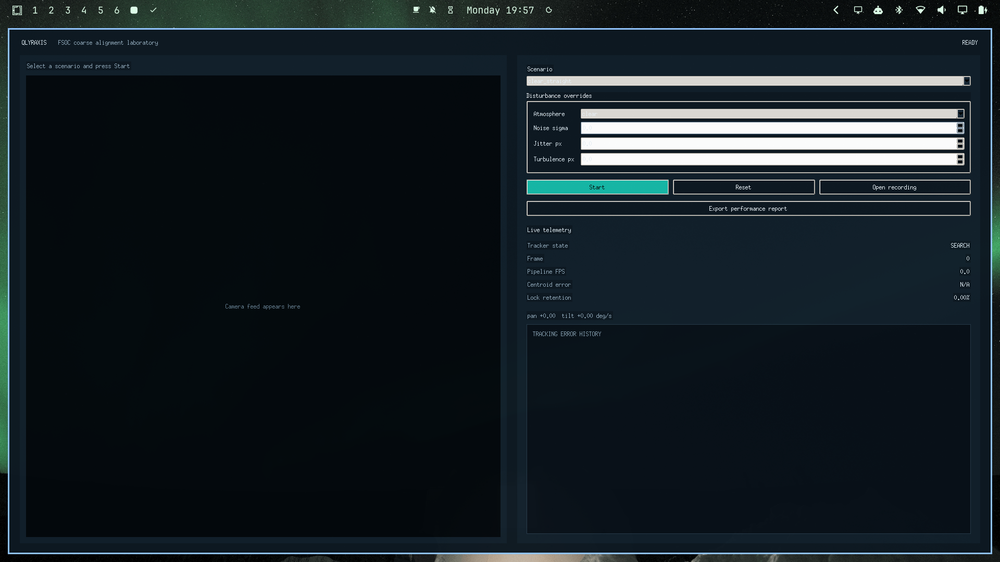 1 2 3 4 5 6
Monday 19:57
QLYRAXIS FSOC coarse alignment laboratory
READY
Select a scenario and press Start
Camera feed appears here
Scenario
clear_straight
Disturbance overrides
Atmosphere clear
Noise sigma 0.0
Jitter px 0.0
Turbulence px 0.0
Start Reset Open recording
Export performance report
Live telemetry
Tracker state SEARCH
Frame 0
Pipeline FPS 0.0
Centroid error N/A
Lock retention 0.00%
pan +0.00 tilt +0.00 deg/s
TRACKING ERROR HISTORY